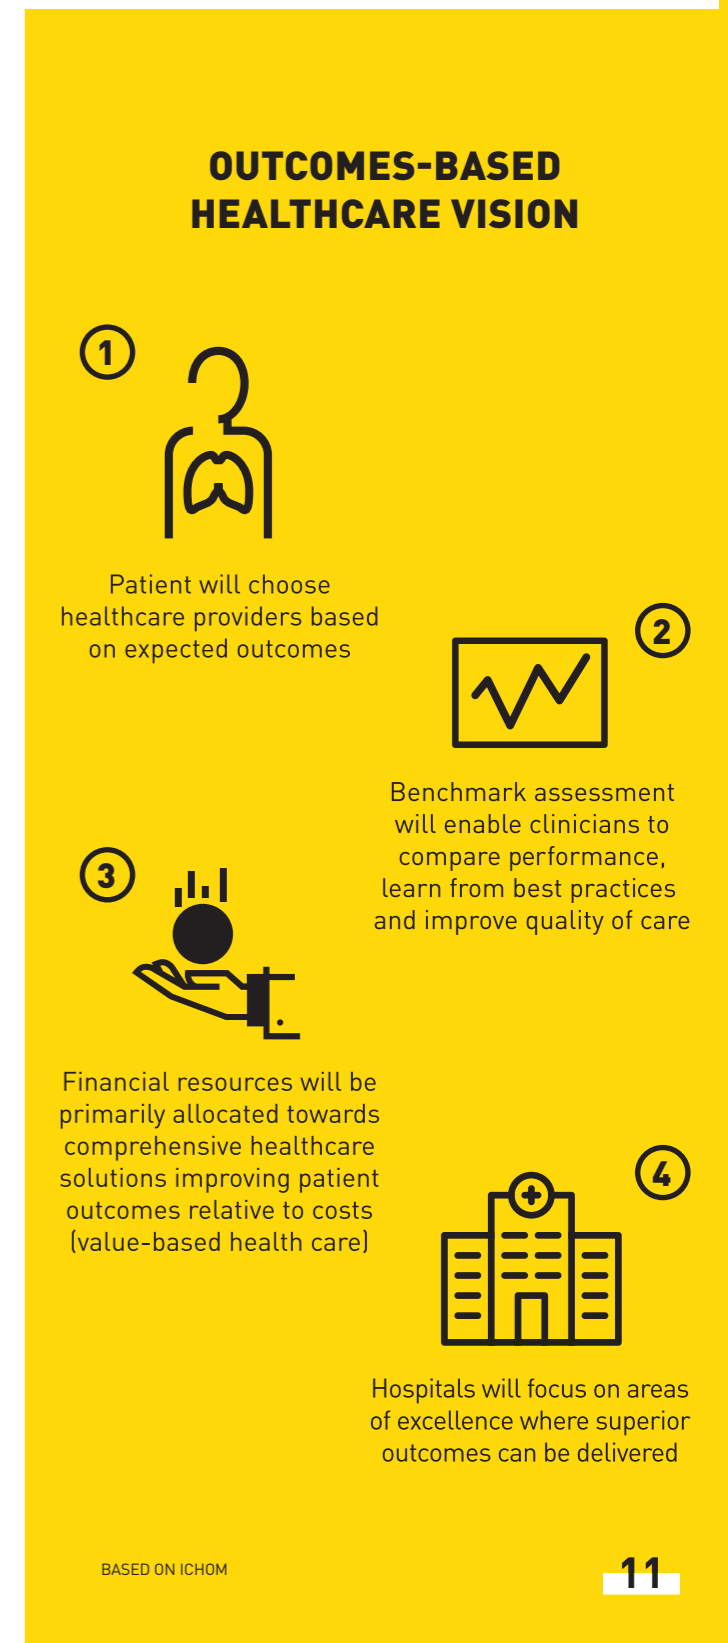 OUTCOMES-BASED
HEALTHCARE VISION
1
Patient will choose
healthcare providers based
on expected outcomes
2
Benchmark assessment
will enable clinicians to
compare performance,
learn from best practices
and improve quality of care
3
Financial resources will be
primarily allocated towards
comprehensive healthcare
solutions improving patient
outcomes relative to costs
(value-based health care)
4
Hospitals will focus on areas
of excellence where superior
outcomes can be delivered
BASED ON ICHOM
11